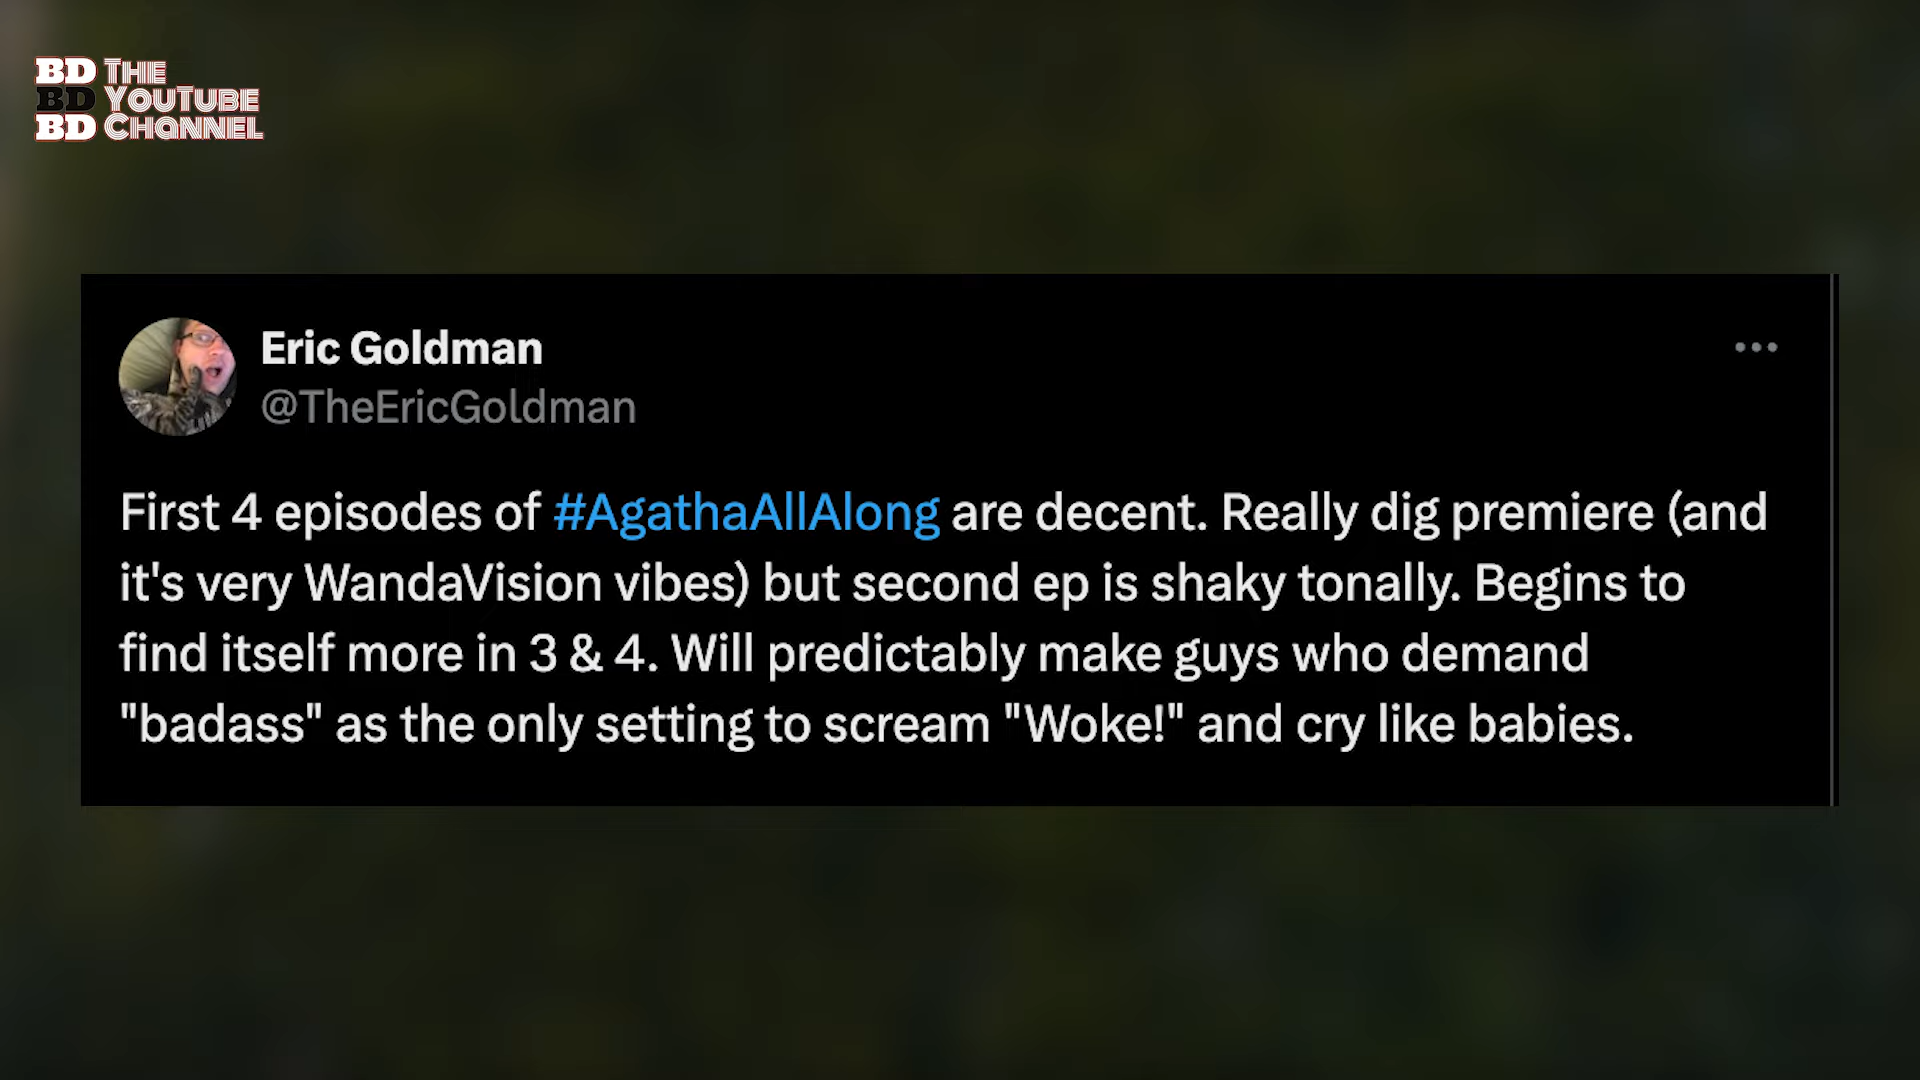 BD THE
BD YOUTUBE
BD CHANNEL
Eric Goldman
@TheEricGoldman
First 4 episodes of #AgathaAllAlong are decent. Really dig premiere (and
it's very WandaVision vibes) but second ep is shaky tonally. Begins to
find itself more in 3 & 4. Will predictably make guys who demand
"badass" as the only setting to scream "Woke!" and cry like babies.